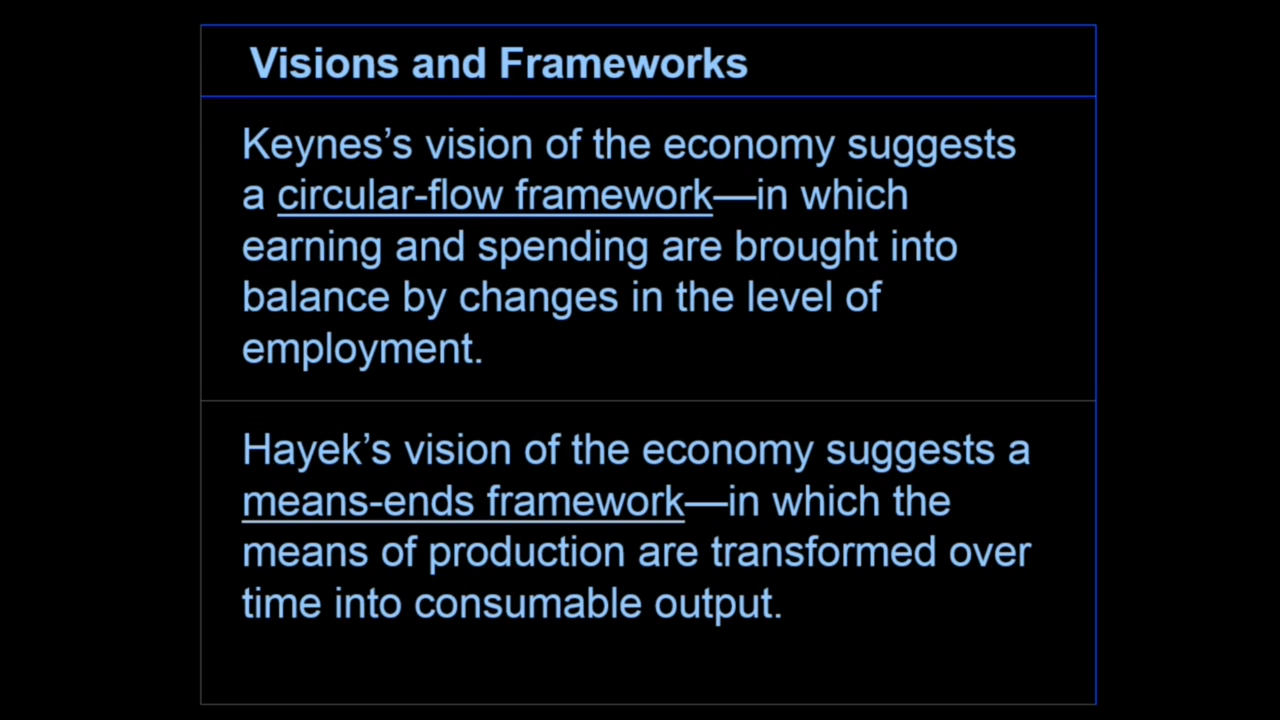 Visions and Frameworks
Keynes’s vision of the economy suggests
a circular-flow framework—in which
earning and spending are brought into
balance by changes in the level of
employment.
Hayek’s vision of the economy suggests a
means-ends framework—in which the
means of production are transformed over
time into consumable output.